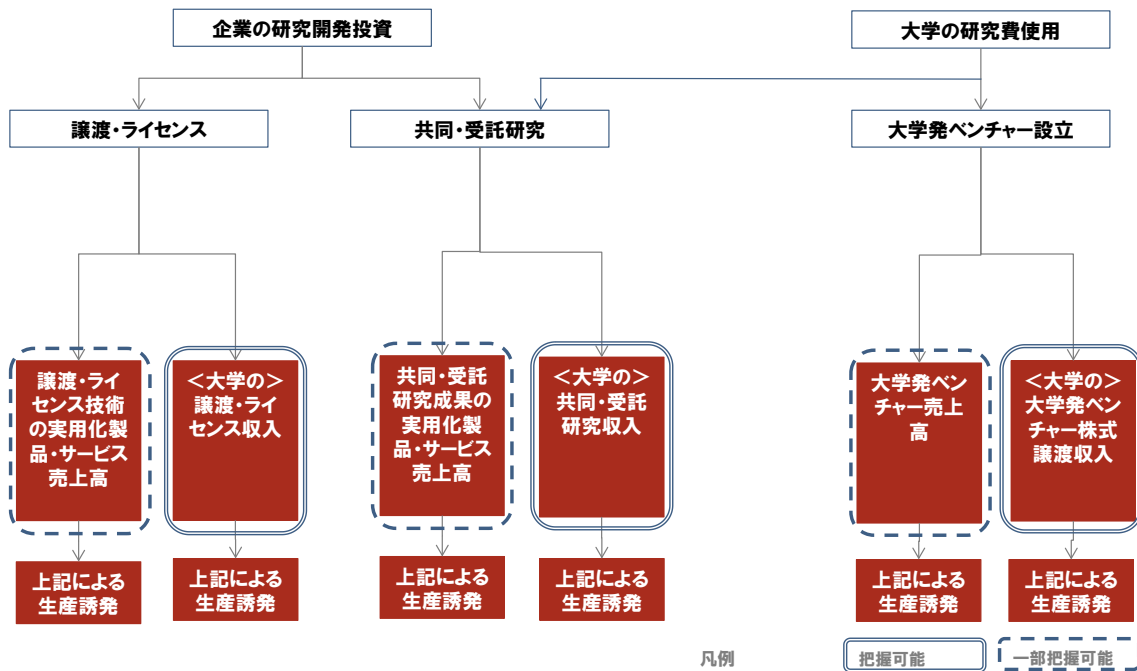 企業の研究開発投資
大学の研究費使用
譲渡・ライセンス
共同・受託研究
大学発ベンチャー設立
譲渡・ライ
センス技術
の実用化製
品・サービス
売上高
<大学の>
譲渡・ライ
センス収入
共同・受託
研究成果の
実用化製
品・サービス
売上高
<大学の>
共同・受託
研究収入
大学発ベン
チャー売上
高
<大学の>
大学発ベン
チャー株式
譲渡収入
上記による
生産誘発
上記による
生産誘発
上記による
生産誘発
上記による
生産誘発
上記による
生産誘発
上記による
生産誘発
凡例
把握可能
一部把握可能